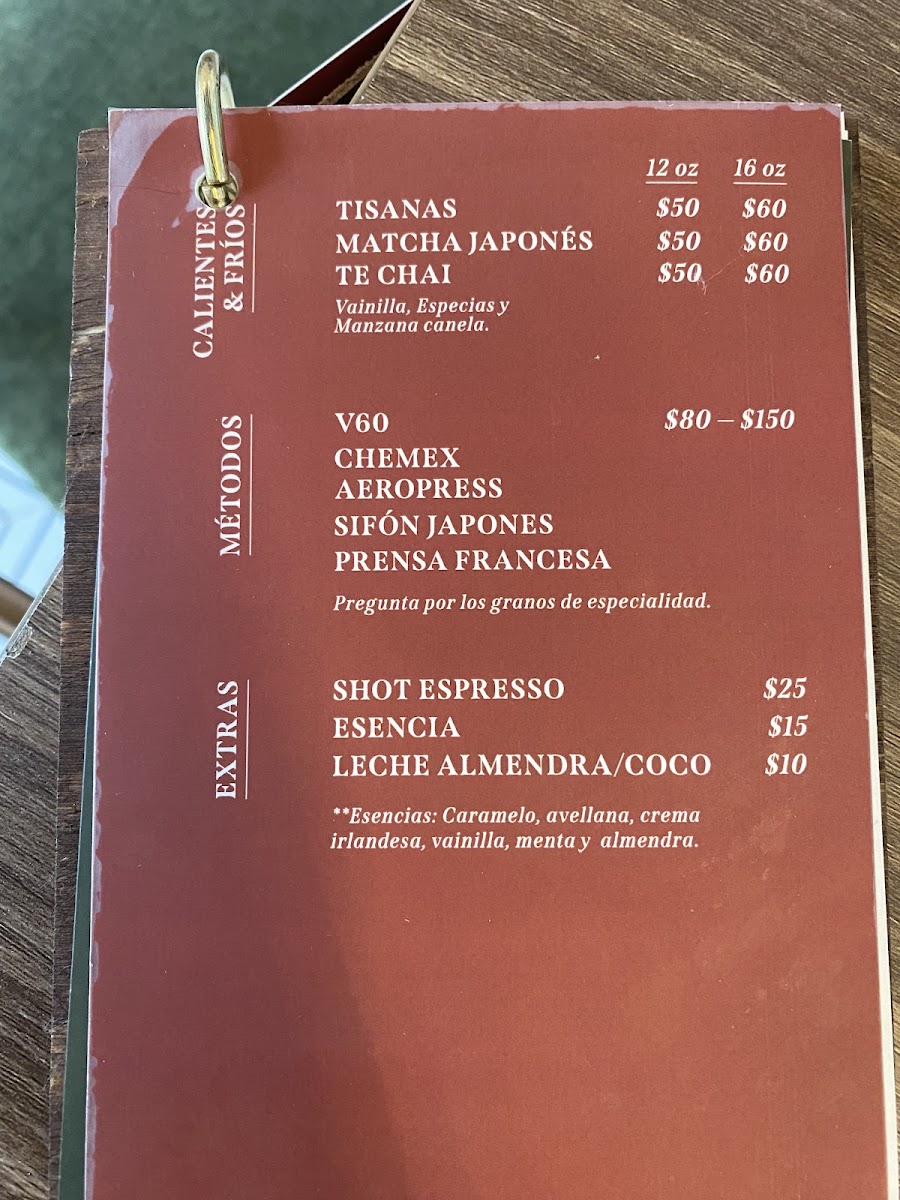 12 oz 16 oz
CALIENTES
& FRÍOS
TISANAS $50 $60
MATCHA JAPONÉS $50 $60
TE CHAI $50 $60
Vainilla, Especias y
Manzana canela.
MÉTODOS
V60 $80 – $150
CHEMEX
AEROPRESS
SIFÓN JAPONES
PRENSA FRANCESA
Pregunta por los granos de especialidad.
EXTRAS
SHOT ESPRESSO $25
ESENCIA $15
LECHE ALMENDRA/COCO $10
**Esencias: Caramelo, avellana, crema
irlandesa, vainilla, menta y almendra.